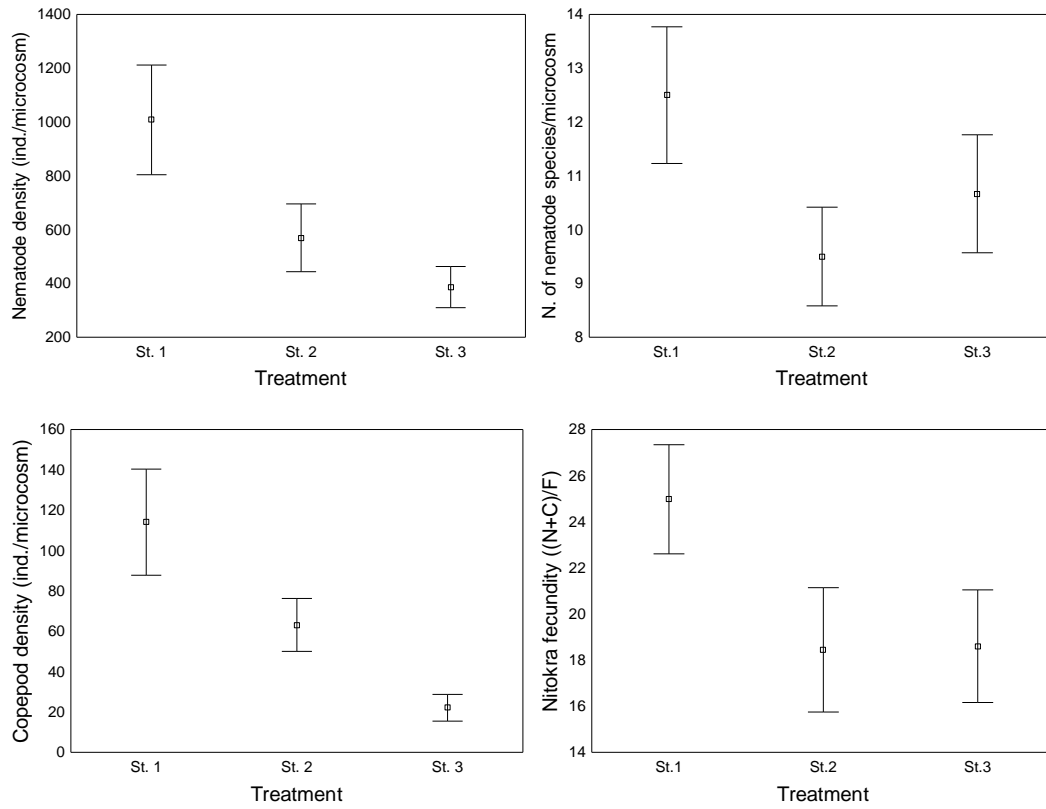 Nematode density (ind./microcosm)
1400
1200
1000
800
600
400
200
St. 1 St. 2 St. 3
Treatment
N. of nematode species/microcosm
14
13
12
11
10
9
8
St.1 St.2 St.3
Treatment
Copepod density (ind./microcosm)
160
140
120
100
80
60
40
20
0
St. 1 St. 2 St. 3
Treatment
Nitokra fecundity ((N+C)/F)
28
26
24
22
20
18
16
14
St.1 St.2 St.3
Treatment